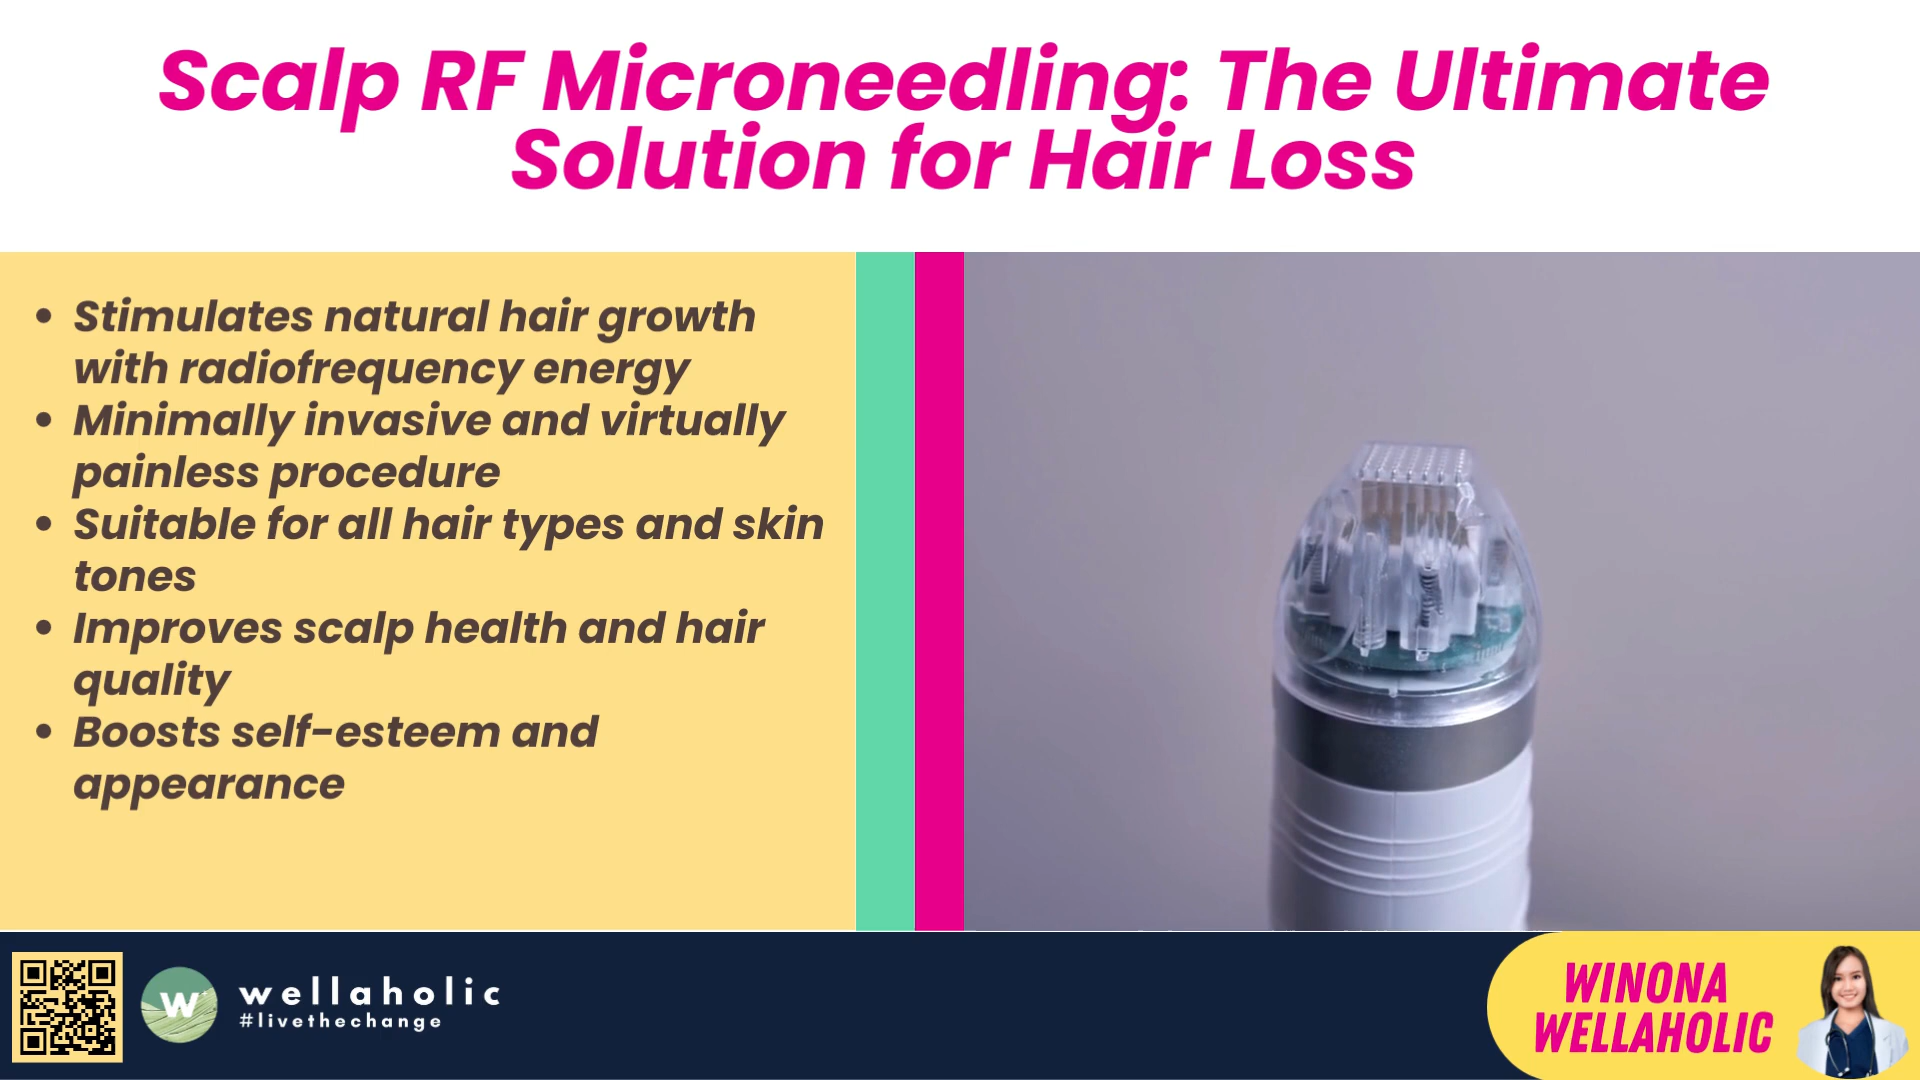 Scalp RF Microneedling: The Ultimate
Solution for Hair Loss
• Stimulates natural hair growth
with radiofrequency energy
• Minimally invasive and virtually
painless procedure
• Suitable for all hair types and skin
tones
• Improves scalp health and hair
quality
• Boosts self-esteem and
appearance
W
wellaholic
#livethechange
WINONA
WELLAHOLIC